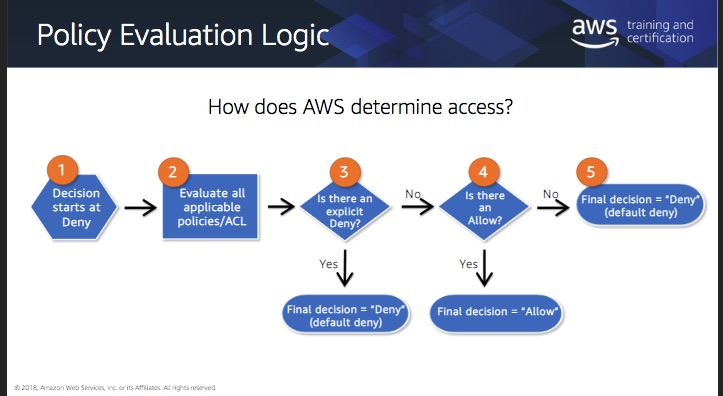 Policy Evaluation Logic
aws training and
certification
How does AWS determine access?
1
Decision
starts at
Deny
2
Evaluate all
applicable
policies/ACL
3
Is there an
explicit
Deny?
No
4
Is there
an
Allow?
No
5
Final decision = "Deny"
(default deny)
Yes
Final decision = "Deny"
(default deny)
Yes
Final decision = "Allow"
© 2018, Amazon Web Services, Inc. or its Affiliates. All rights reserved.